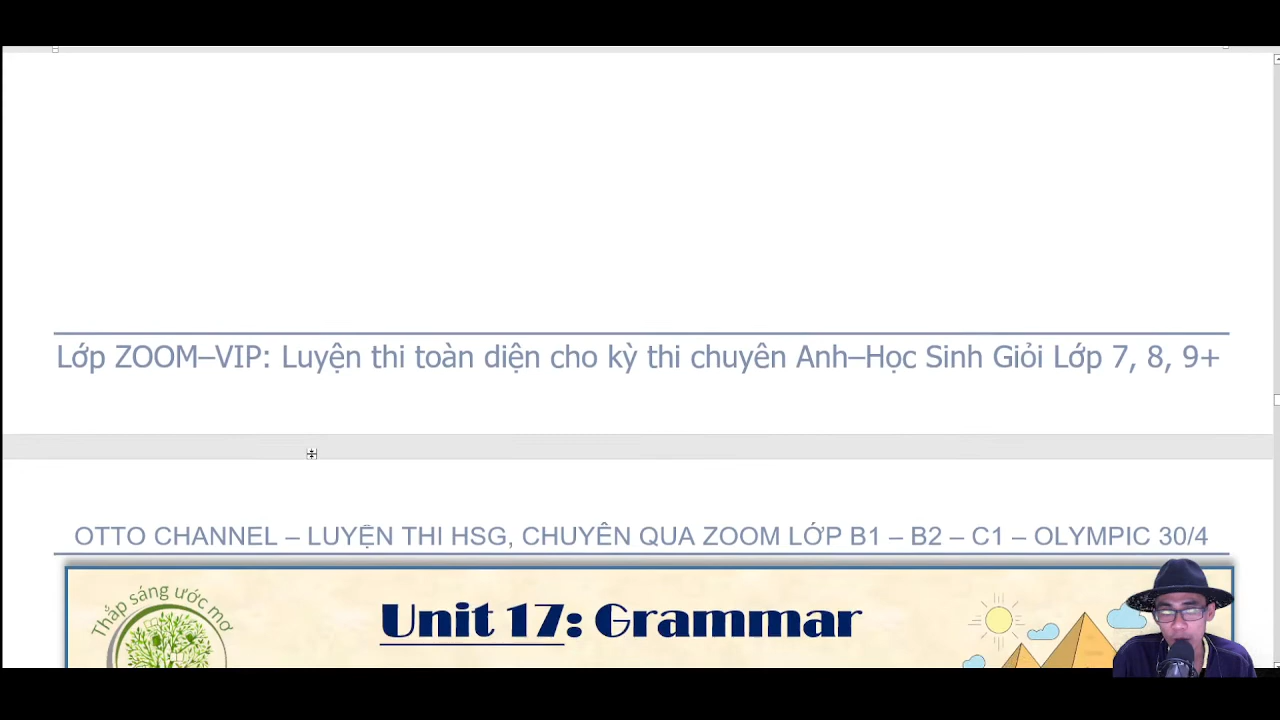 Lớp ZOOM–VIP: Luyện thi toàn diện cho kỳ thi chuyên Anh–Học Sinh Giỏi Lớp 7, 8, 9+
OTTO CHANNEL – LUYỆN THI HSG, CHUYÊN QUA ZOOM LỚP B1 – B2 – C1 – OLYMPIC 30/4
Thắp sáng ước mơ
Unit 17: Grammar